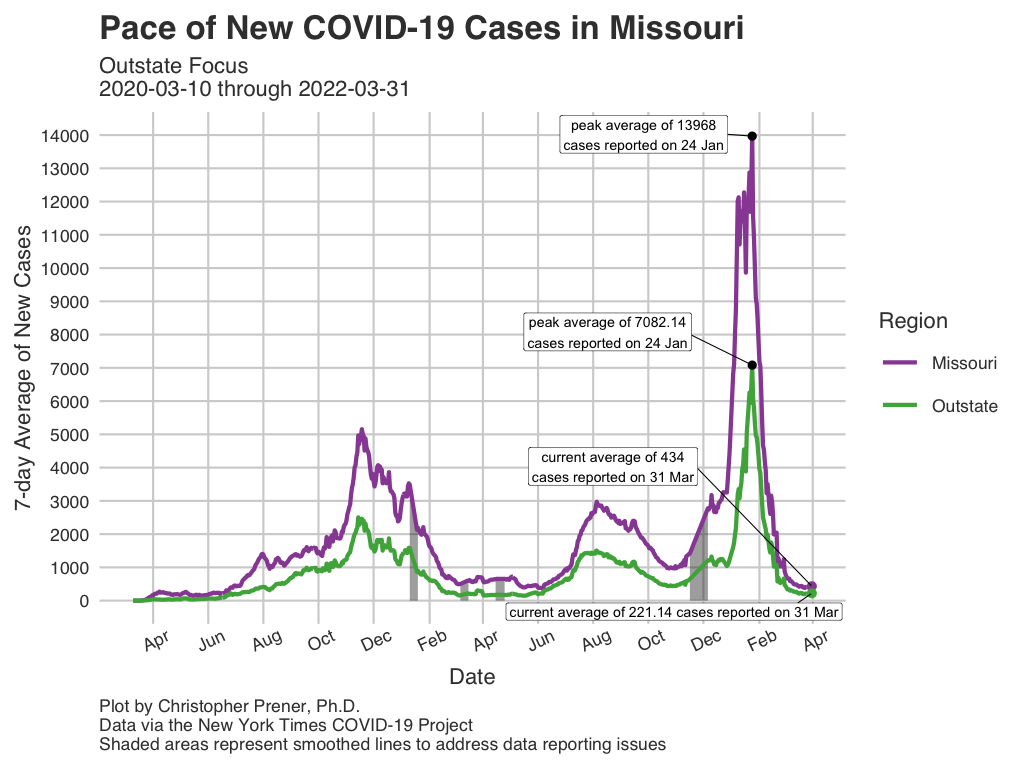 Pace of New COVID-19 Cases in Missouri
Outstate Focus
2020-03-10 through 2022-03-31
7-day Average of New Cases
14000
13000
12000
11000
10000
9000
8000
7000
6000
5000
4000
3000
2000
1000
0
peak average of 13968
cases reported on 24 Jan
peak average of 7082.14
cases reported on 24 Jan
current average of 434
cases reported on 31 Mar
current average of 221.14 cases reported on 31 Mar
Region
Missouri
Outstate
Apr Jun Aug Oct Dec Feb Apr Jun Aug Oct Dec Feb Apr
Date
Plot by Christopher Prener, Ph.D.
Data via the New York Times COVID-19 Project
Shaded areas represent smoothed lines to address data reporting issues